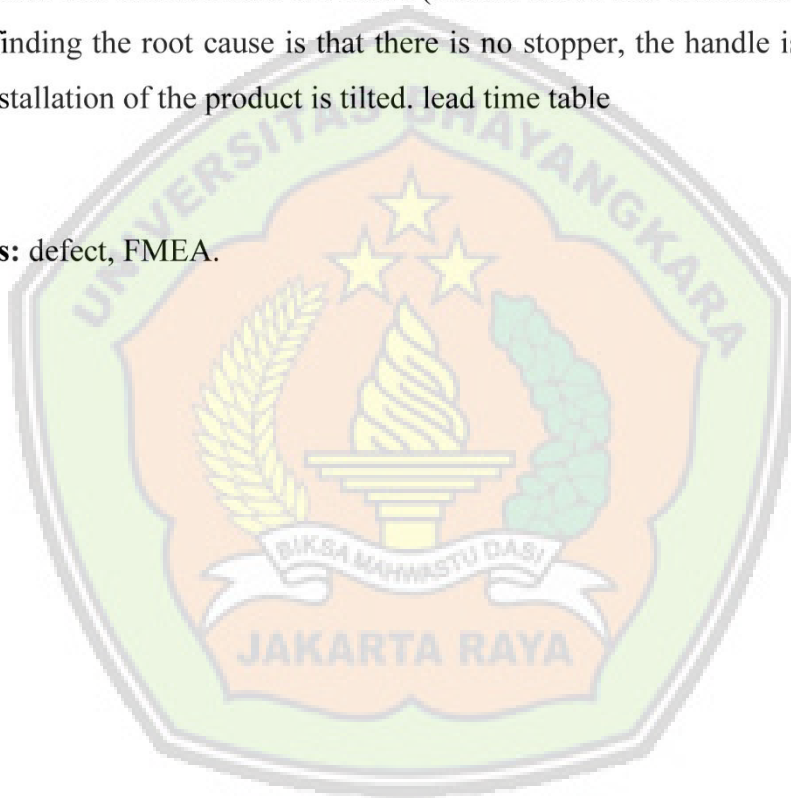 finding the root cause is that there is no stopper, the handle is
stallation of the product is tilted. lead time table
s: defect, FMEA.
UNIVERSITAS BHAYANGKARA
BIKSA MAHWASTU DASI
JAKARTA RAYA